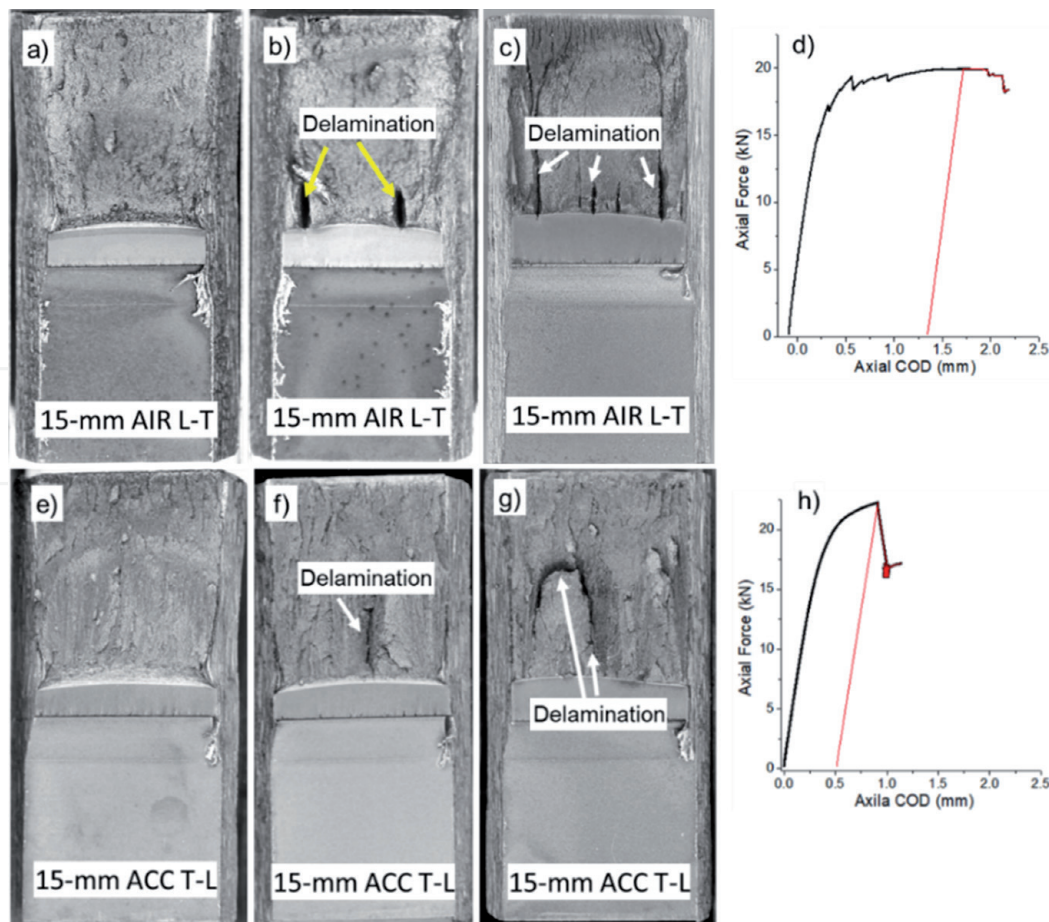 a)
b)
c)
d)
Delamination
Delamination
15-mm AIR L-T
15-mm AIR L-T
15-mm AIR L-T
Axial Force (kN)
20
15
10
5
0
0.0 0.5 1.0 1.5 2.0 2.5
Axial COD (mm)
e)
f)
g)
h)
Delamination
Delamination
15-mm ACC T-L
15-mm ACC T-L
15-mm ACC T-L
Axial Force (kN)
20
15
10
5
0
0.0 0.5 1.0 1.5 2.0 2.5
Axila COD (mm)